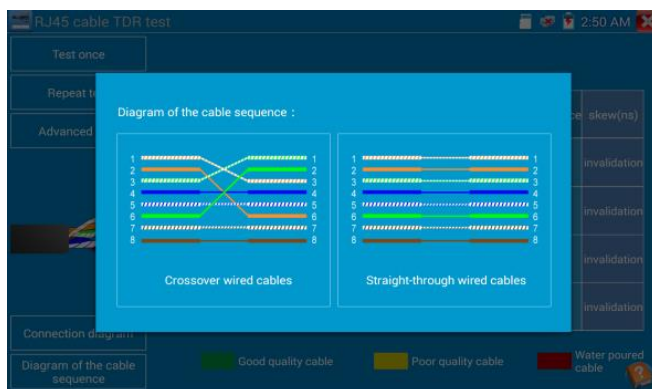 RJ45 cable TDR test
2:50 AM
Test once
Repeat
Advanced
skew(ns)
invalidation
invalidation
invalidation
invalidation
Diagram of the cable sequence :
1 1
2 2
3 3
4 4
5 5
6 6
7 7
8 8
Crossover wired cables
1 1
2 2
3 3
4 4
5 5
6 6
7 7
8 8
Straight-through wired cables
Connection diagram
Diagram of the cable
sequence
Good quality cable
Poor quality cable
Water poured
cable
?